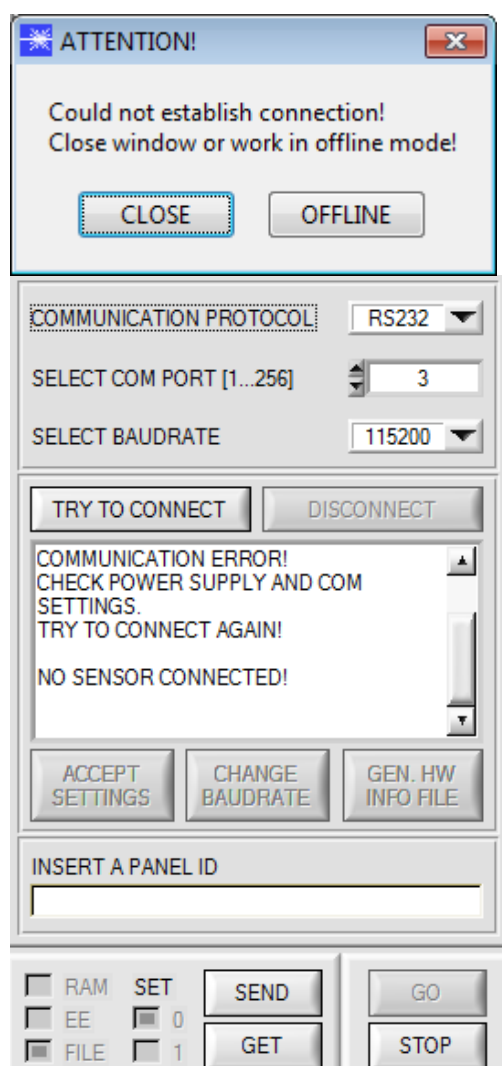 ATTENTION!
Could not establish connection!
Close window or work in offline mode!
CLOSE OFFLINE
COMMUNICATION PROTOCOL RS232
SELECT COM PORT [1...256] 3
SELECT BAUDRATE 115200
TRY TO CONNECT DISCONNECT
COMMUNICATION ERROR!
CHECK POWER SUPPLY AND COM
SETTINGS.
TRY TO CONNECT AGAIN!
NO SENSOR CONNECTED!
ACCEPT SETTINGS
CHANGE BAUDRATE
GEN. HW INFO FILE
INSERT A PANEL ID
RAM SET SEND GO
EE 0
FILE 1 GET STOP